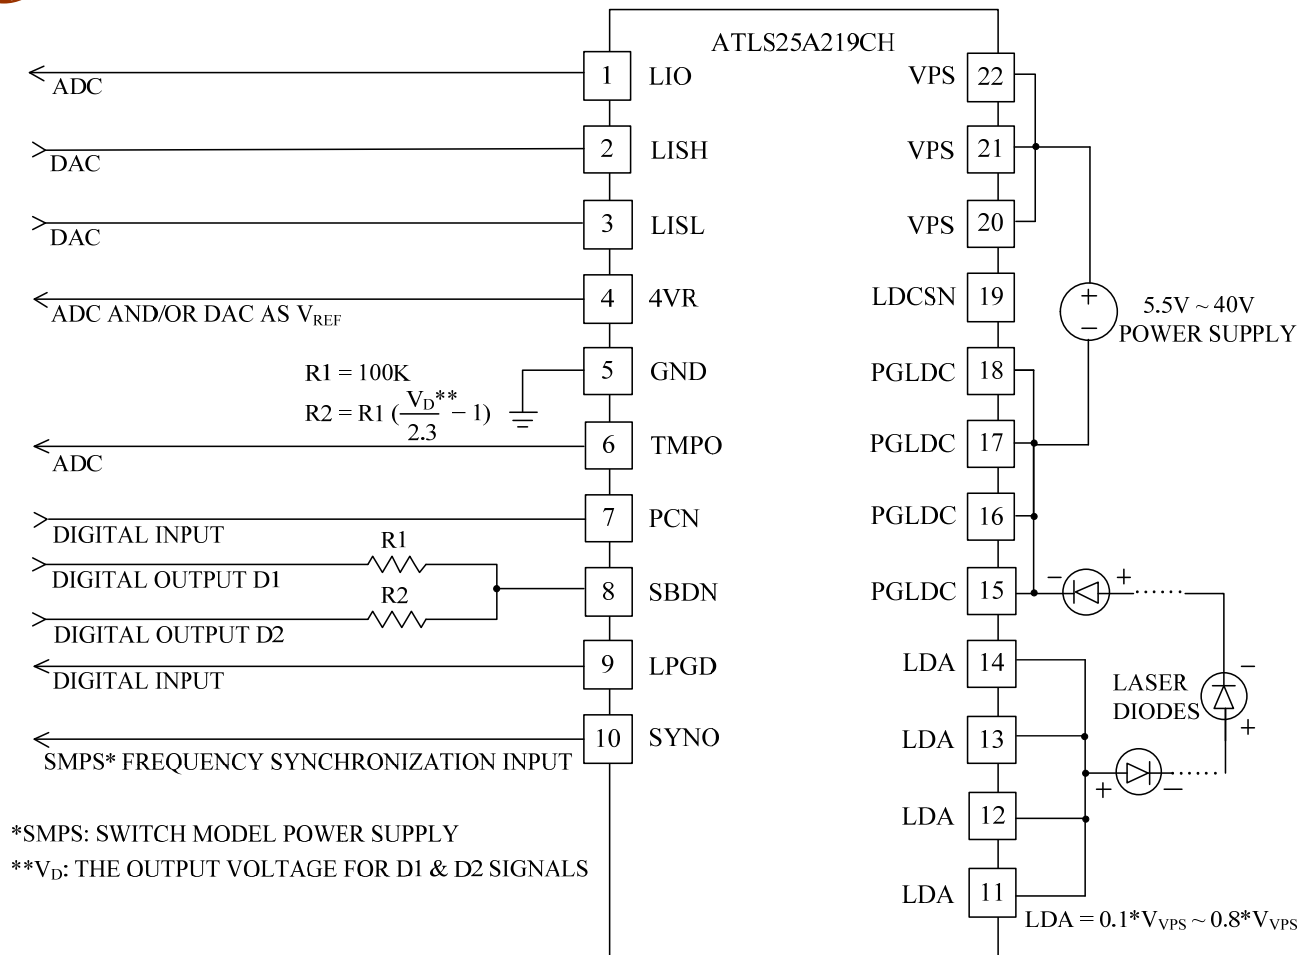 ATLS25A219CH
1 LIO
ADC
2 LISH
DAC
3 LISL
DAC
4 4VR
ADC AND/OR DAC AS VREF
5 GND
R1 = 100K
R2 = R1 (VD**/2.3 − 1)
6 TMPO
ADC
7 PCN
DIGITAL INPUT
R1
DIGITAL OUTPUT D1
8 SBDN
R2
DIGITAL OUTPUT D2
9 LPGD
DIGITAL INPUT
10 SYNO
SMPS* FREQUENCY SYNCHRONIZATION INPUT
*SMPS: SWITCH MODEL POWER SUPPLY
**VD: THE OUTPUT VOLTAGE FOR D1 & D2 SIGNALS
VPS 22
VPS 21
VPS 20
LDCSN 19
+
−
5.5V ~ 40V
POWER SUPPLY
PGLDC 18
PGLDC 17
PGLDC 16
PGLDC 15
− +
LDA 14
LASER
DIODES
−
+
LDA 13
+ −
LDA 12
LDA 11
LDA = 0.1*VVPS ~ 0.8*VVPS